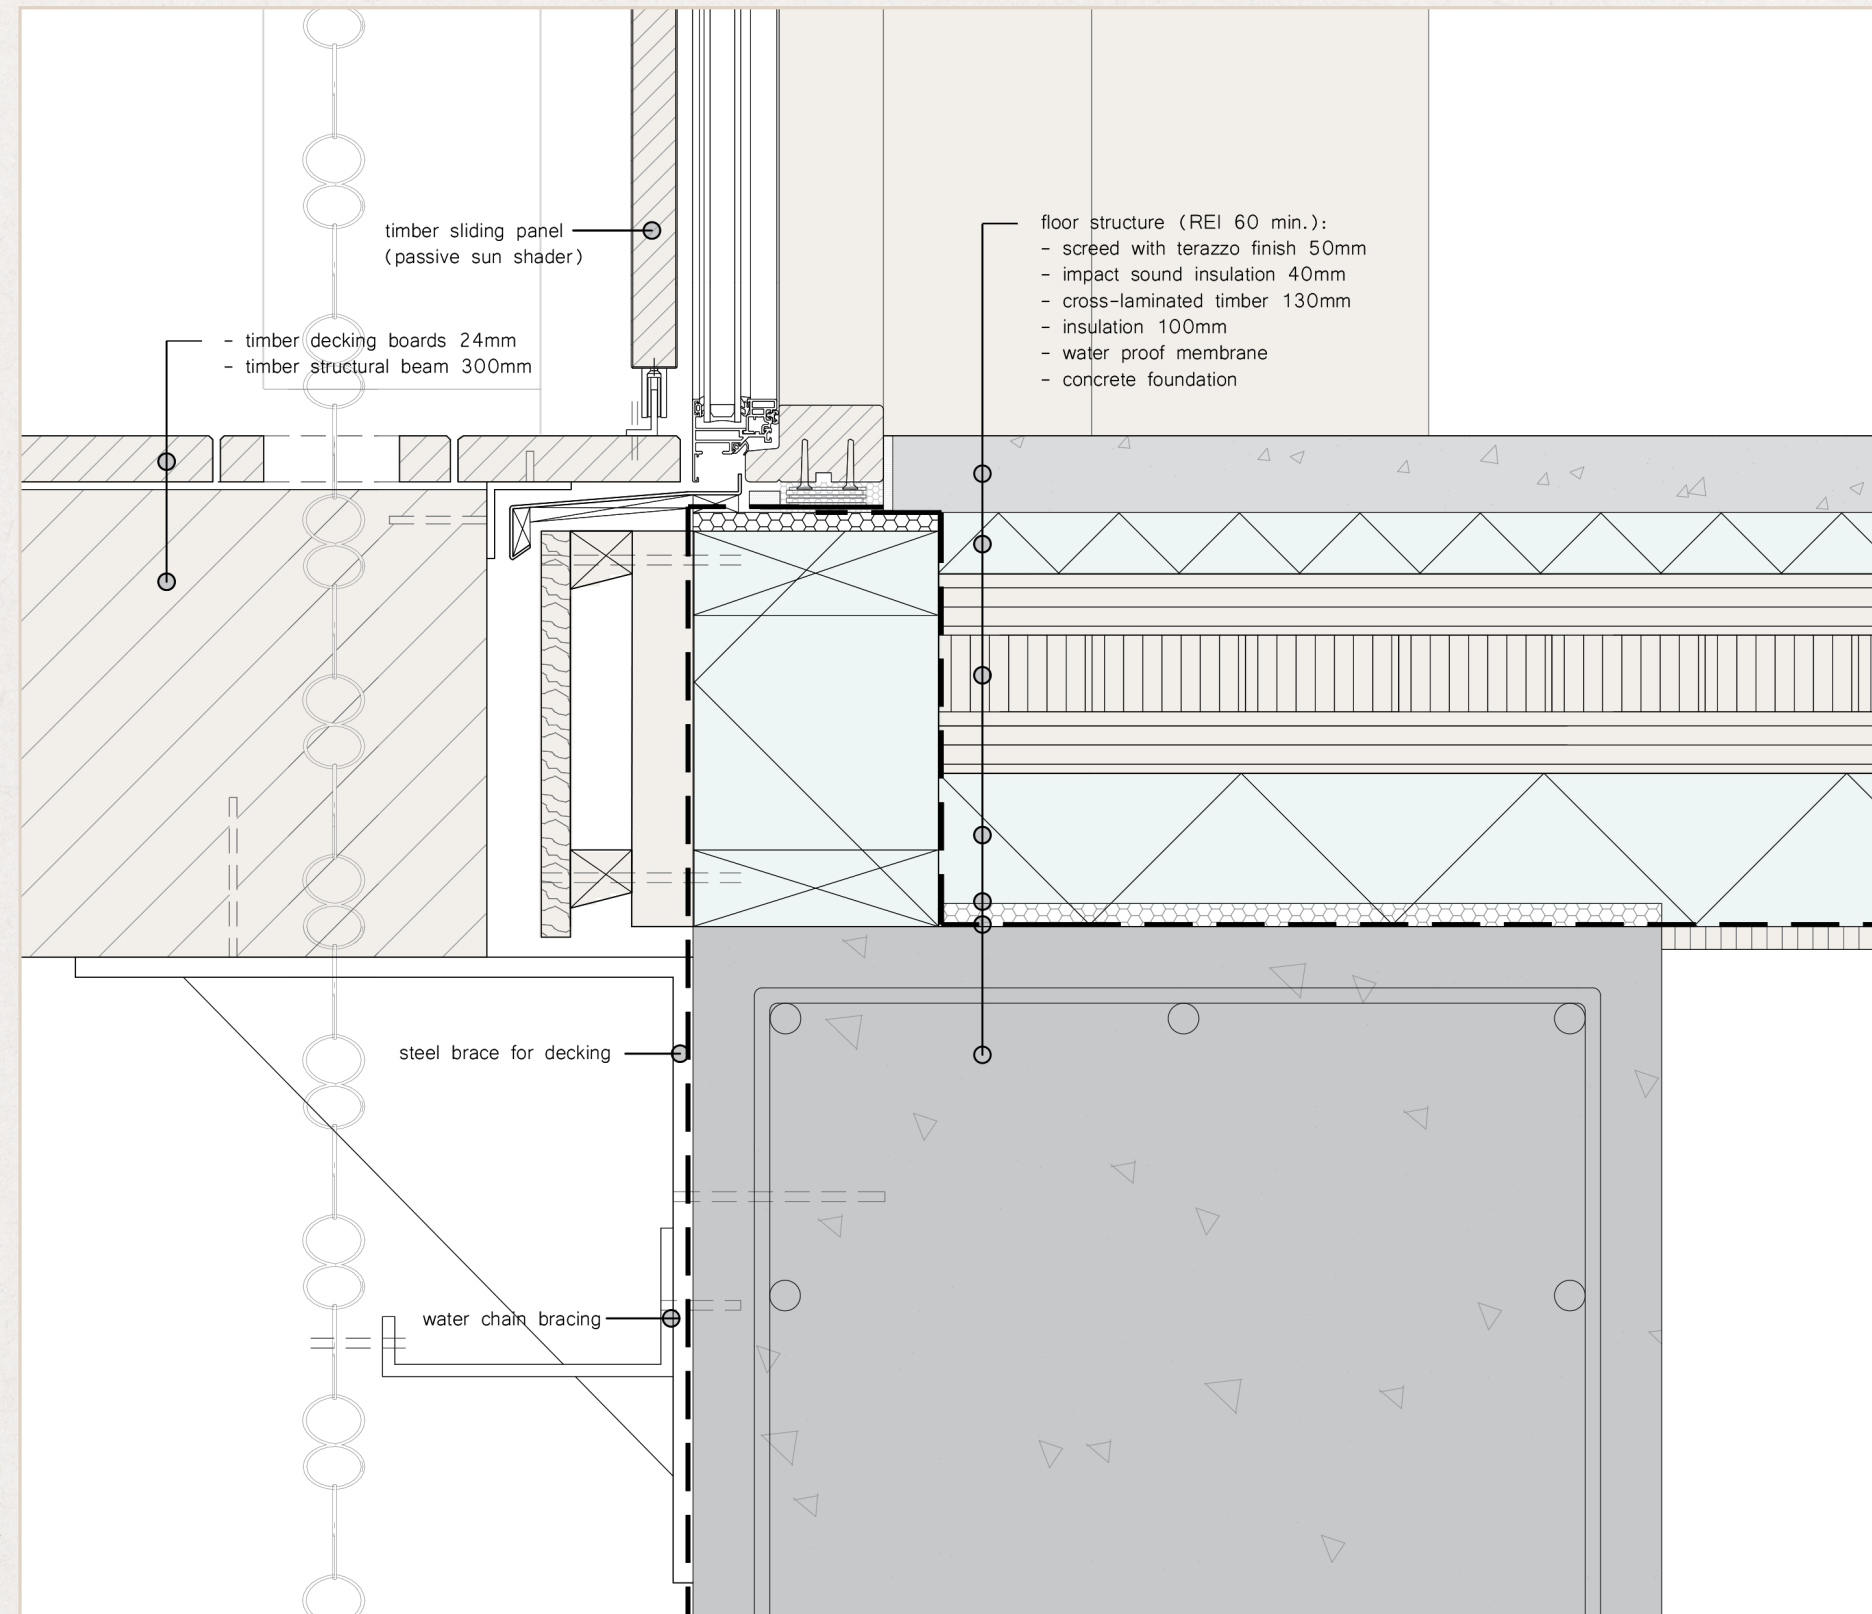 timber sliding panel
(passive sun shader)
- timber decking boards 24mm
- timber structural beam 300mm
floor structure (REI 60 min.):
- screed with terazzo finish 50mm
- impact sound insulation 40mm
- cross-laminated timber 130mm
- insulation 100mm
- water proof membrane
- concrete foundation
steel brace for decking
water chain bracing